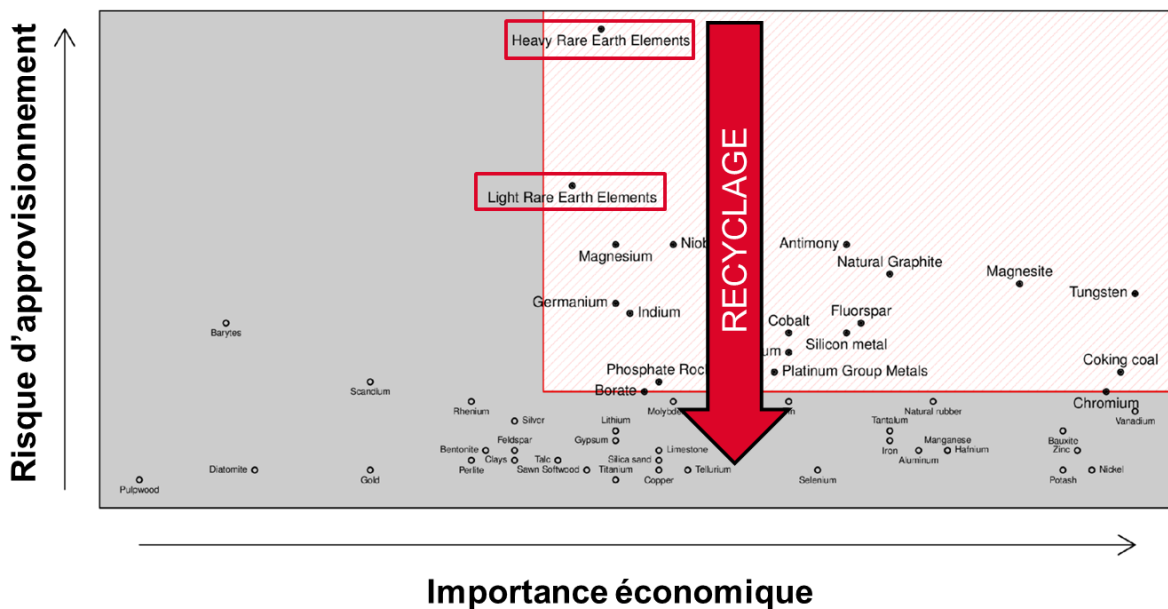 Risque d'approvisionnement
Heavy Rare Earth Elements
Light Rare Earth Elements
RECYCLAGE
Magnesium
Antimony
Natural Graphite
Magnesite
Tungsten
Germanium
Indium
Barytes
Cobalt
Fluorspar
Silicon metal
Phosphate Roc
um
Platinum Group Metals
Coking coal
Scandium
Borate
Chromium
Rhenium
Silver
Lithium
Natural rubber
Vanadium
Feldspar
Gypsum
Tantalum
Iron
Manganese
Bauxite
Bentonite
Clays
Talc
Silica sand
Limestone
Aluminum
Hafnium
Zinc
Pulpwood
Diatomite
Gold
Perlite
Sawn Softwood
Titanium
Copper
Tellurium
Selenium
Potash
Nickel
Importance économique